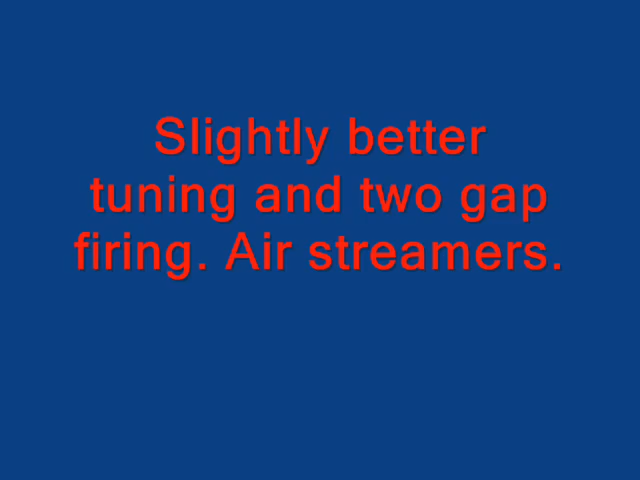 Slightly better
tuning and two gap
firing. Air streamers.